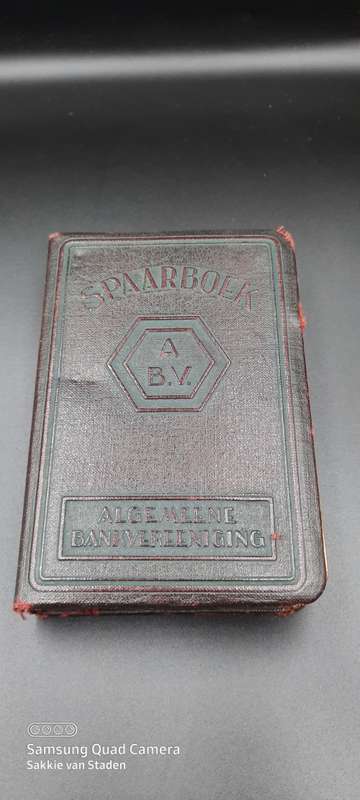 SPAARBOEK
A
B.V.
ALGEMEENE
BANKVEREENIGING
SAMSUNG Quad Camera
Sakkie van Staden